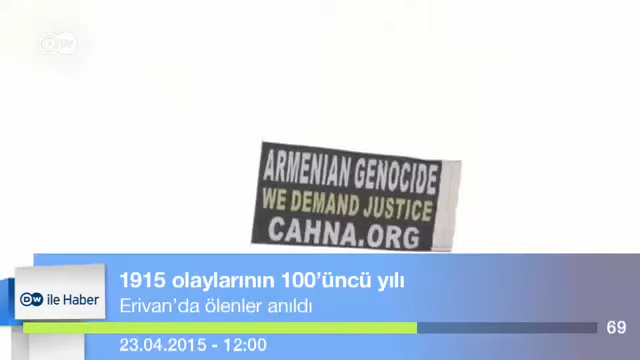 DW
ARMENIAN GENOCIDE
WE DEMAND JUSTICE
CAHNA.ORG
1915 olaylarının 100'üncü yılı
DW ile Haber
Erivan'da ölenler anıldı
69
23.04.2015 - 12:00